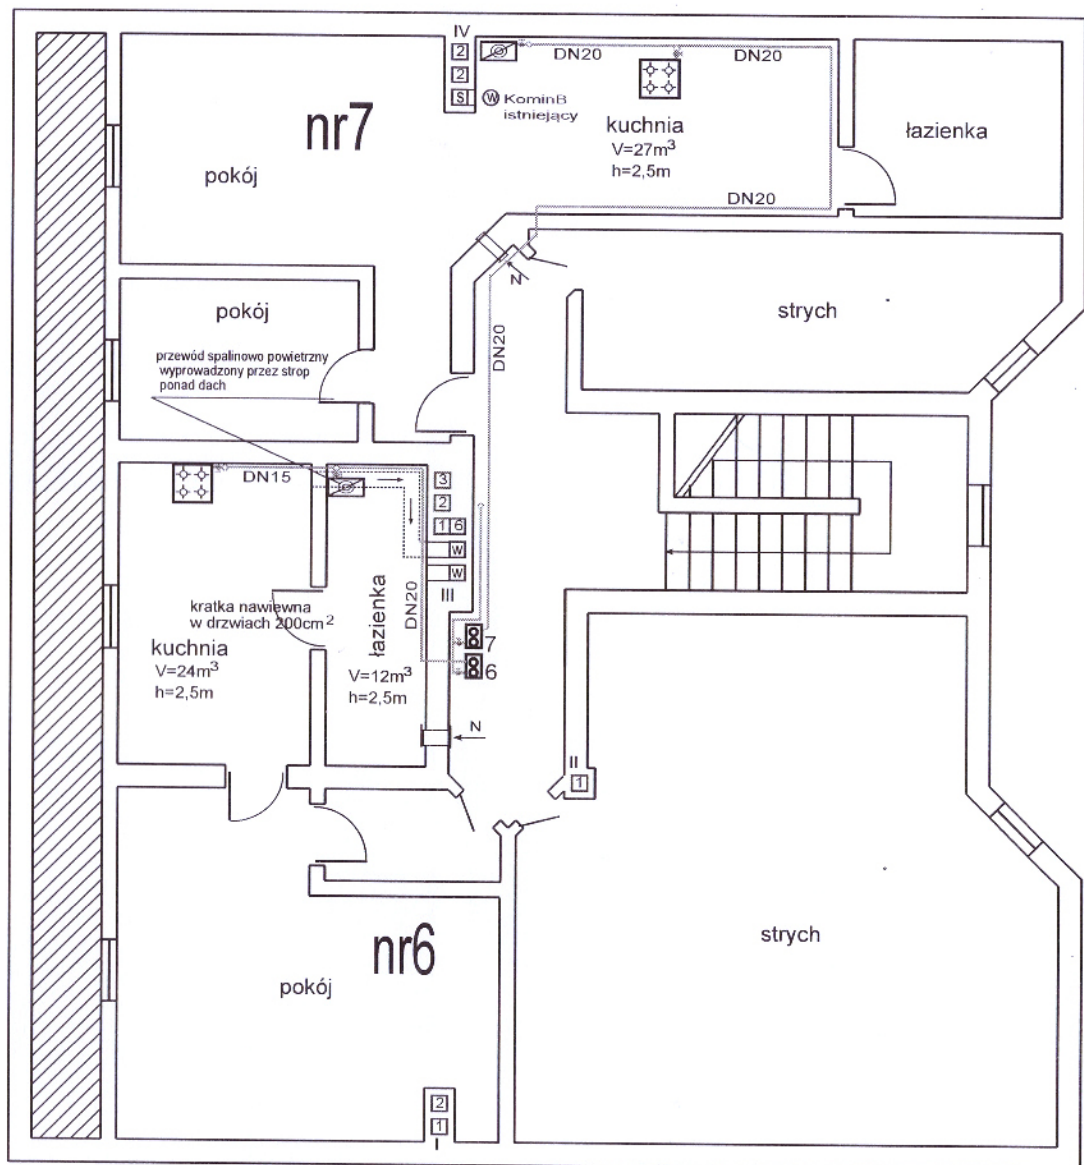 IV
2
2
S
W KominB
istniejący
DN20
DN20
kuchnia
V=27m³
h=2,5m
łazienka
nr7
pokój
DN20
N
strych
pokój
DN20
przewód spalinowo powietrzny
wyprowadzony przez strop
ponad dach
DN15
3
2
1 6
W
W
III
DN20
łazienka
V=12m³
h=2,5m
kratka nawiewna
w drzwiach 200cm²
kuchnia
V=24m³
h=2,5m
7
6
N
II
1
nr6
pokój
strych
2
1
I